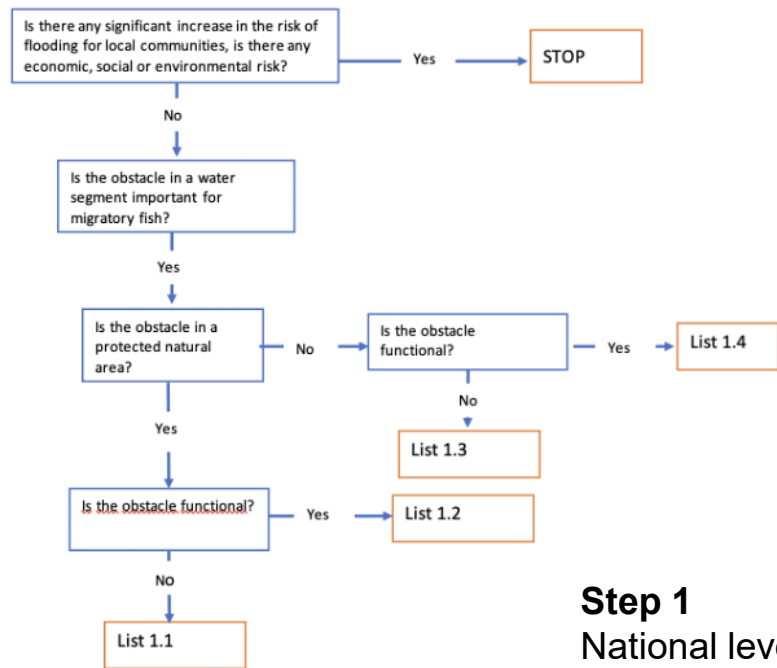 Is there any significant increase in the risk of
flooding for local communities, is there any
economic, social or environmental risk?
Yes
STOP
No
Is the obstacle in a water
segment important for
migratory fish?
Yes
Is the obstacle in a
protected natural
area?
No
Is the obstacle
functional?
Yes
List 1.4
No
List 1.3
Yes
Is the obstacle functional?
Yes
List 1.2
No
List 1.1
Step 1
National leve